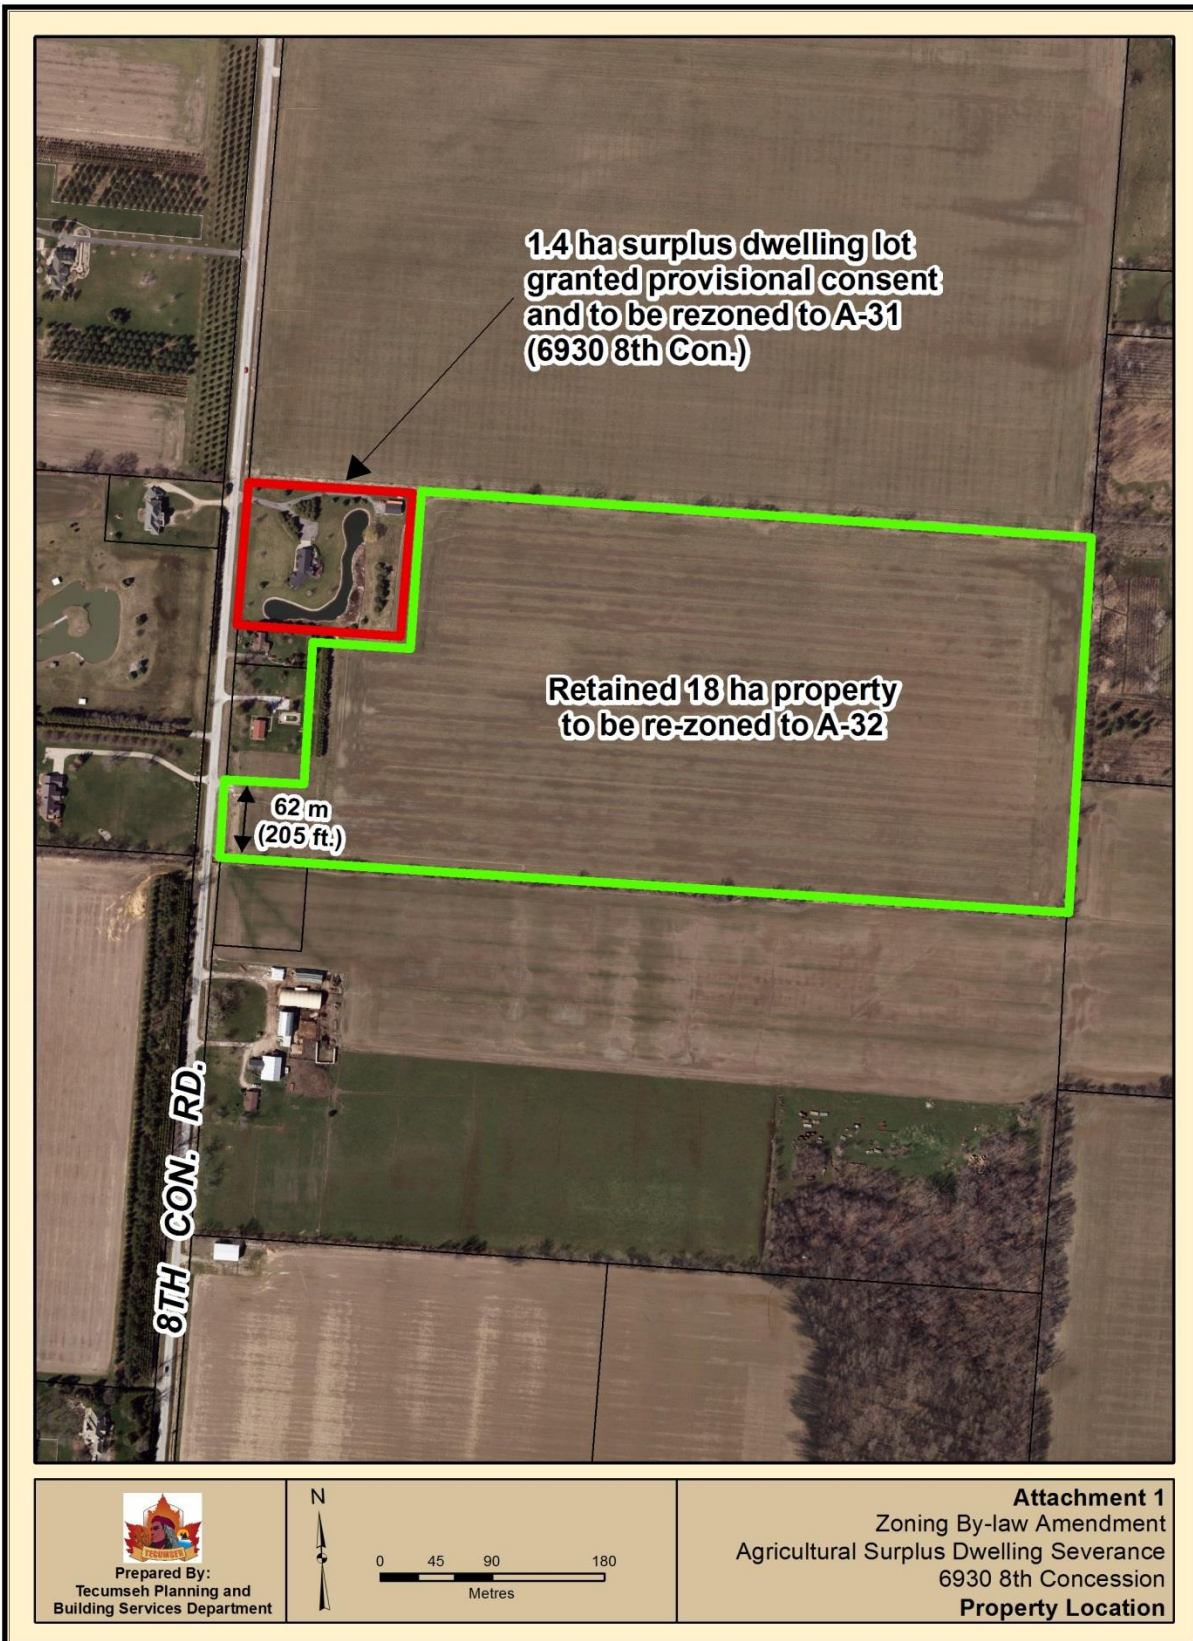 1.4 ha surplus dwelling lot
granted provisional consent
and to be rezoned to A-31
(6930 8th Con.)
Retained 18 ha property
to be re-zoned to A-32
62 m
(205 ft.)
8TH CON. RD.
TECUMSEH
Prepared By:
Tecumseh Planning and
Building Services Department
N
0 45 90 180
Metres
Attachment 1
Zoning By-law Amendment
Agricultural Surplus Dwelling Severance
6930 8th Concession
Property Location